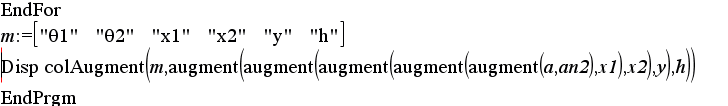 EndFor
m:=["θ1" "θ2" "x1" "x2" "y" "h"]
Disp colAugment(m,augment(augment(augment(augment(augment(a,an2),x1),x2),y),h))
EndPrgm